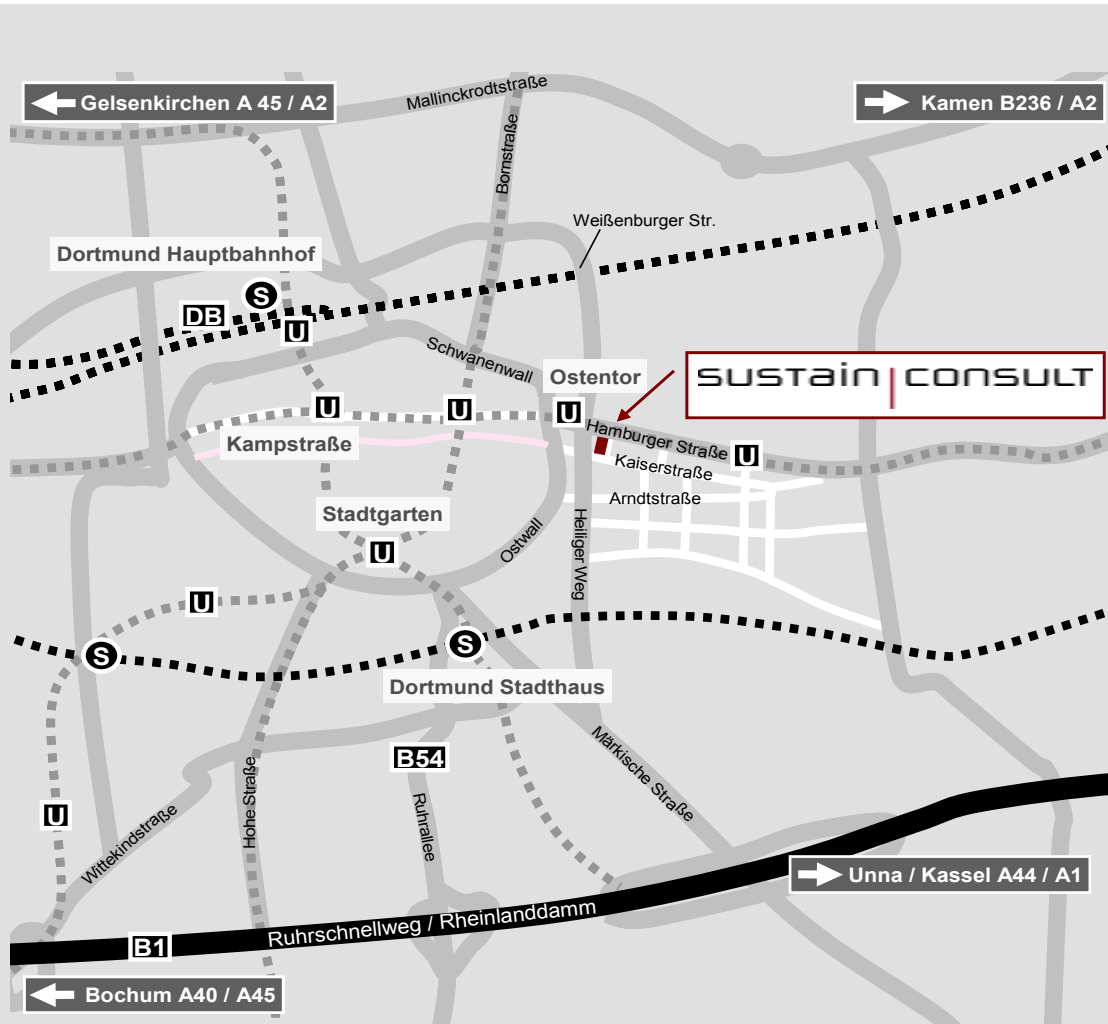 Mallinckrodtstraße
Gelsenkirchen A 45 / A2
Kamen B236 / A2
Bornstraße
Weißenburger Str.
Dortmund Hauptbahnhof
S
DB
U
Schwanenwall
Ostentor
sustain consult
U
U
U
Hamburger Straße
Kampstraße
U
Kaiserstraße
Arndtstraße
Stadtgarten
Ostwall
Heiliger Weg
U
U
S
S
Dortmund Stadthaus
B54
Märkische Straße
Hohe Straße
Ruhrallee
U
Wittekindstraße
Unna / Kassel A44 / A1
Ruhrschnellweg / Rheinlanddamm
B1
Bochum A40 / A45